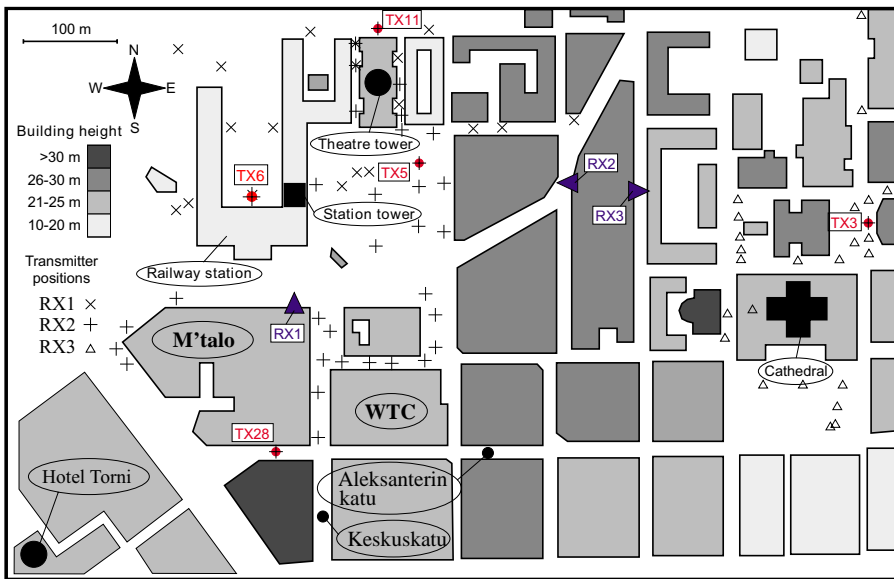 100 m
N
W E
S
Building height
>30 m
26-30 m
21-25 m
10-20 m
Transmitter
positions
RX1
RX2
RX3
TX11
Theatre tower
TX6
TX5
Station tower
Railway station
RX2
RX3
TX3
RX1
M'talo
WTC
Cathedral
TX28
Hotel Torni
Aleksanterin
katu
Keskuskatu